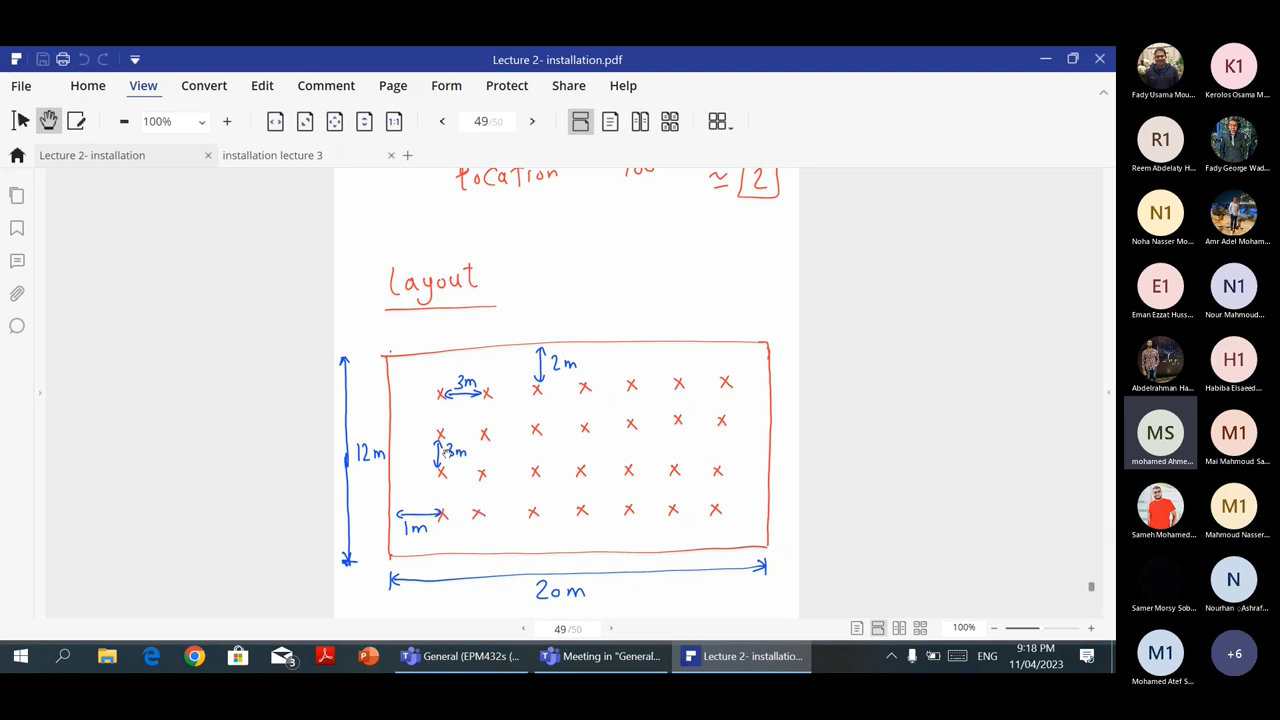 Lecture 2- installation.pdf
File Home View Convert Edit Comment Page Form Protect Share Help
100% 49/50 1:1
Lecture 2- installation × installation lecture 3 × +
location 100 ≃ 2
Layout
2m
3m
x x x x x x x
x x x x x x x
12m 3m
x x x x x x x
x x x x x x x
1m
20m
49/50 100%
General (EPM432s (... Meeting in "General... Lecture 2- installatio...
3
ENG
9:18 PM
11/04/2023
Fady Usama Mou...
K1
Kerolos Osama M...
R1
Reem Abdelaty H...
Fady George Wad...
N1
Noha Nasser Mo...
Amr Adel Moham...
E1
Eman Ezzat Huss...
N1
Nour Mahmoud...
Abdelrahman Ha...
H1
Habiba Elsaeed...
MS
mohamed Ahme...
M1
Mai Mahmoud Sa...
Sameh Mohamed...
M1
Mahmoud Nasser...
Samer Morsy Sob...
N
Nourhan ♀Ashraf...
M1
Mohamed Atef S...
+6